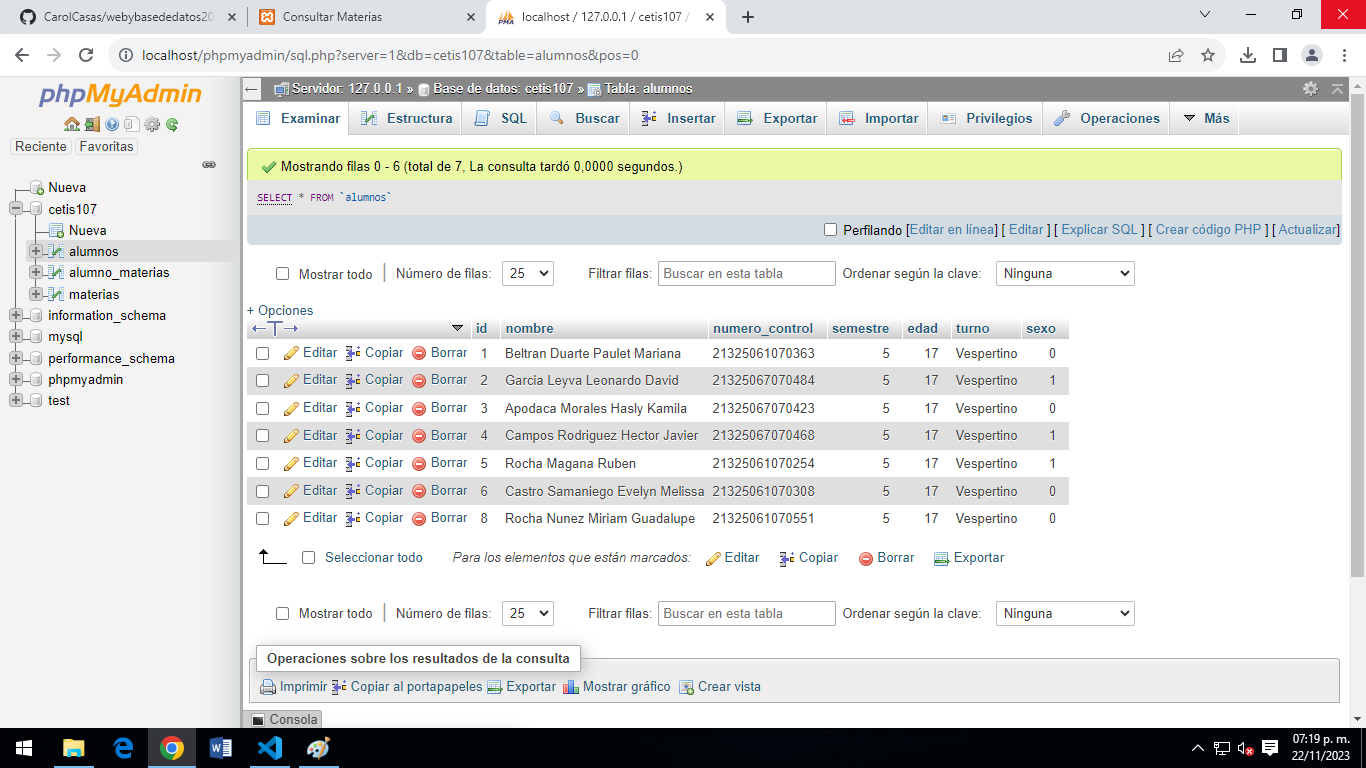 CarolCasas/webybasededatos20
Consultar Materias
localhost / 127.0.0.1 / cetis107 /
localhost/phpmyadmin/sql.php?server=1&db=cetis107&table=alumnos&pos=0
phpMyAdmin
Reciente Favoritas
Nueva
cetis107
Nueva
alumnos
alumno_materias
materias
information_schema
mysql
performance_schema
phpmyadmin
test
Servidor: 127.0.0.1 » Base de datos: cetis107 » Tabla: alumnos
Examinar Estructura SQL Buscar Insertar Exportar Importar Privilegios Operaciones Más
Mostrando filas 0 - 6 (total de 7, La consulta tardó 0,0000 segundos.)
SELECT * FROM `alumnos`
Perfilando [Editar en línea] [ Editar ] [ Explicar SQL ] [ Crear código PHP ] [ Actualizar]
Mostrar todo Número de filas: 25 Filtrar filas: Buscar en esta tabla Ordenar según la clave: Ninguna
+ Opciones
id nombre numero_control semestre edad turno sexo
Editar Copiar Borrar 1 Beltran Duarte Paulet Mariana 21325061070363 5 17 Vespertino 0
Editar Copiar Borrar 2 Garcia Leyva Leonardo David 21325067070484 5 17 Vespertino 1
Editar Copiar Borrar 3 Apodaca Morales Hasly Kamila 21325067070423 5 17 Vespertino 0
Editar Copiar Borrar 4 Campos Rodriguez Hector Javier 21325067070468 5 17 Vespertino 1
Editar Copiar Borrar 5 Rocha Magana Ruben 21325061070254 5 17 Vespertino 1
Editar Copiar Borrar 6 Castro Samaniego Evelyn Melissa 21325061070308 5 17 Vespertino 0
Editar Copiar Borrar 8 Rocha Nunez Miriam Guadalupe 21325061070551 5 17 Vespertino 0
Seleccionar todo Para los elementos que están marcados: Editar Copiar Borrar Exportar
Mostrar todo Número de filas: 25 Filtrar filas: Buscar en esta tabla Ordenar según la clave: Ninguna
Operaciones sobre los resultados de la consulta
Imprimir Copiar al portapapeles Exportar Mostrar gráfico Crear vista
Consola
07:19 p. m.
22/11/2023